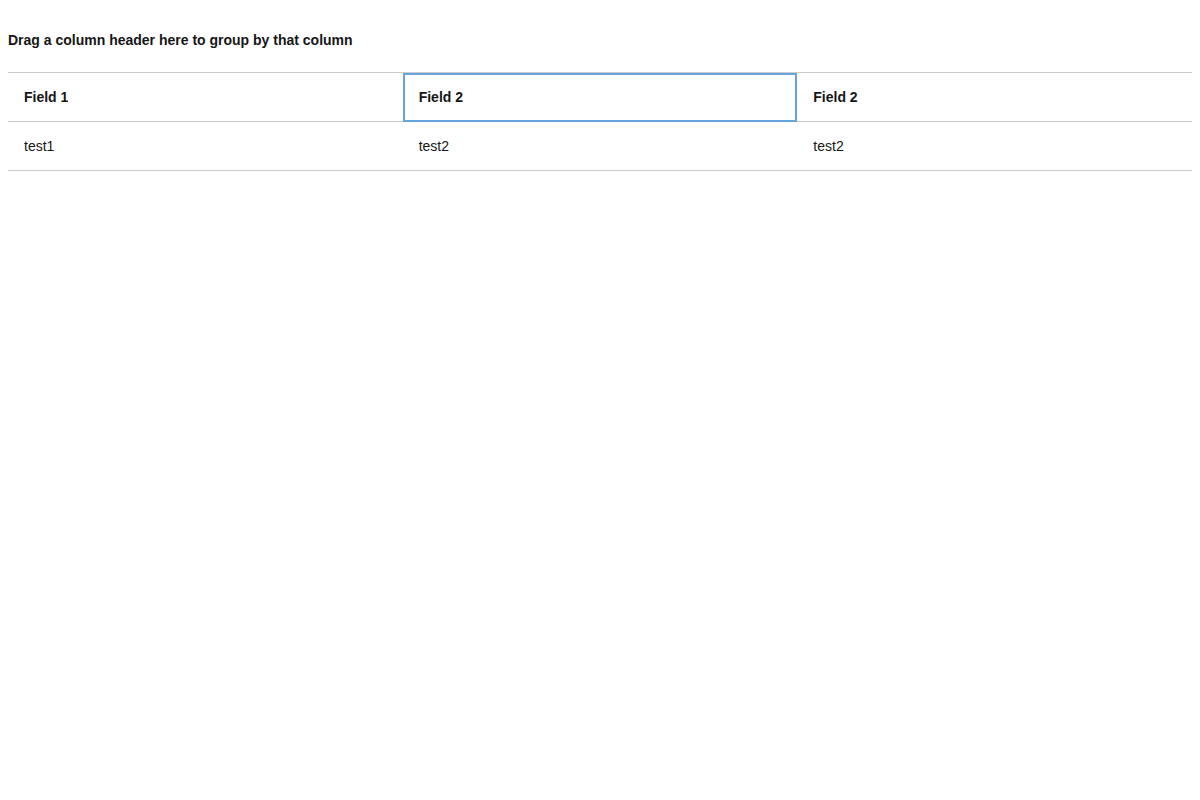 Drag a column header here to group by that column
Field 1 Field 2 Field 2
test1 test2 test2